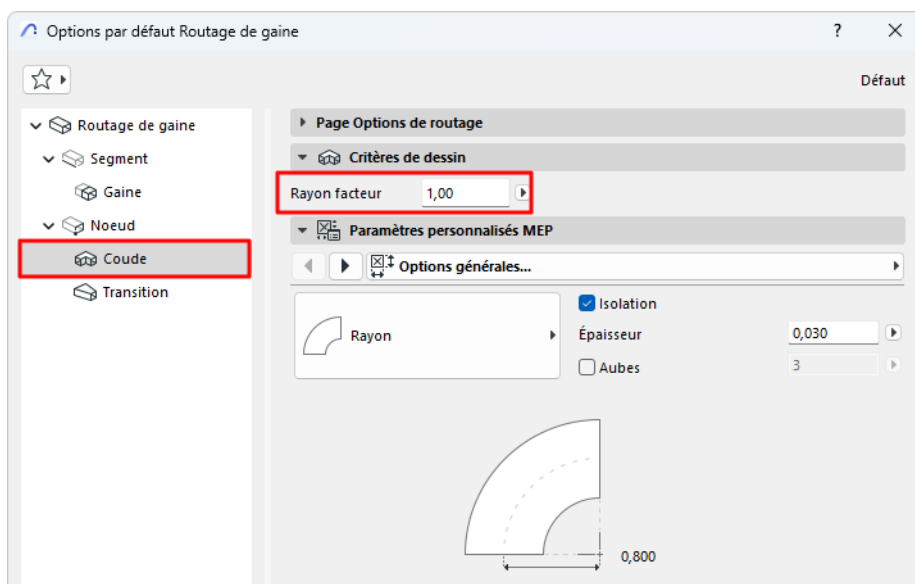 Options par défaut Routage de gaine
?
Défaut
Routage de gaine
Segment
Gaine
Noeud
Coude
Transition
Page Options de routage
Critères de dessin
Rayon facteur 1,00
Paramètres personnalisés MEP
Options générales...
Rayon
Isolation
Épaisseur 0,030
Aubes 3
0,800